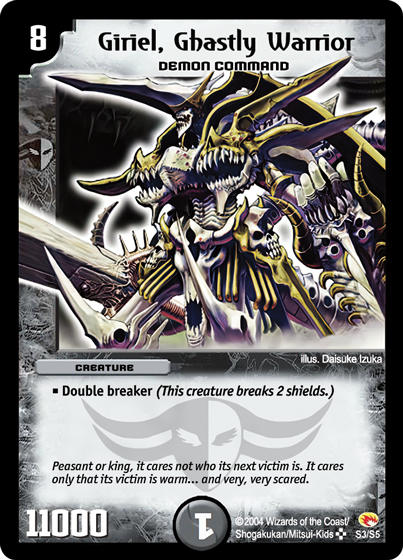 8
Giriel, Ghastly Warrior
DEMON COMMAND
illus. Daisuke Izuka
CREATURE
▪ Double breaker (This creature breaks 2 shields.)
Peasant or king, it cares not who its next victim is. It cares
only that its victim is warm... and very, very scared.
11000
1
©2004 Wizards of the Coast/
Shogakukan/Mitsui-Kids S3/S5